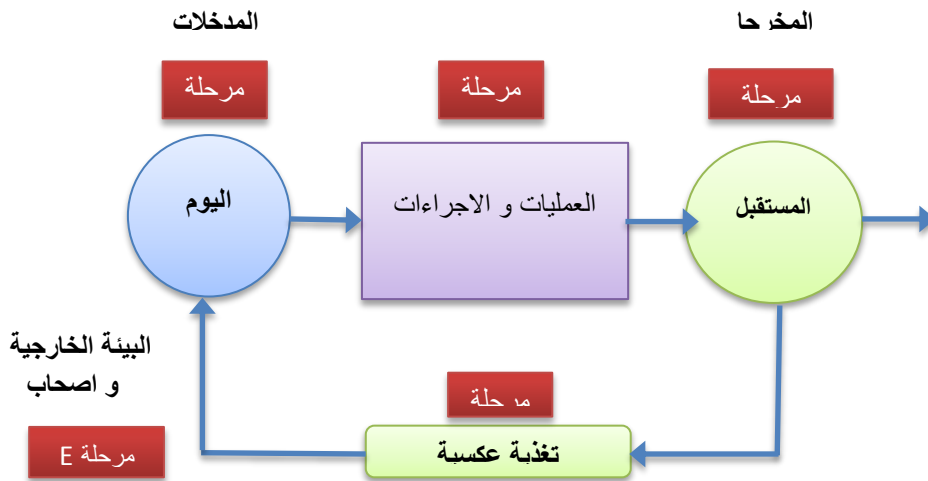 المخرجا
المدخلات
مرحلة
مرحلة
مرحلة
المستقبل
العمليات و الاجراءات
اليوم
البيئة الخارجية
و اصحاب
مرحلة
تغذية عكسية
مرحلة E